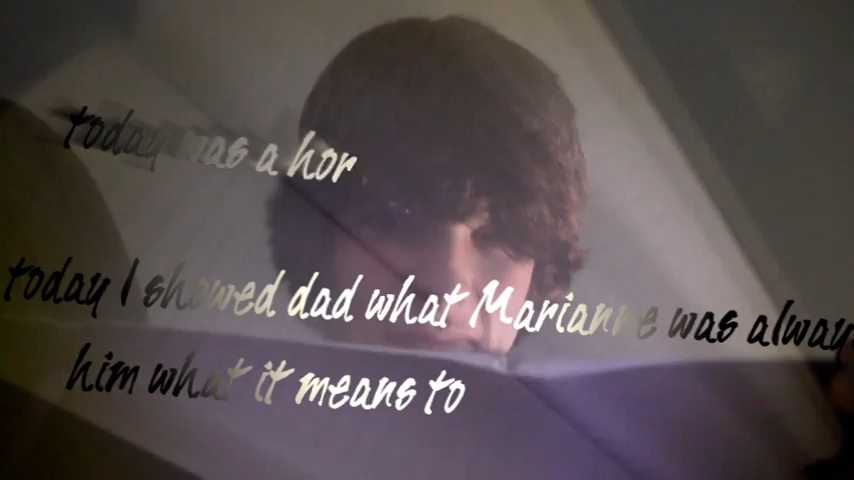 today was a hor
today I showed dad what Marianne was alway
him what it means to